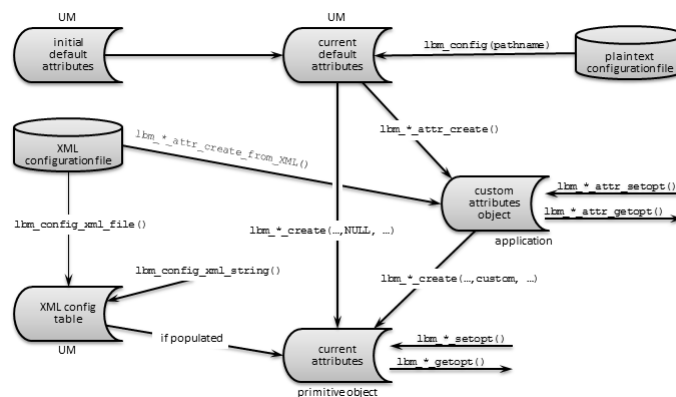 UM
UM
initial
default
attributes
current
default
attributes
lbm_config(pathname)
plain text
configuration file
lbm_*_attr_create()
XML
configuration file
lbm_*_attr_create_from_XML()
custom
attributes
object
lbm_*_attr_setopt()
lbm_*_attr_getopt()
application
lbm_config_xml_file()
lbm_*_create(…,NULL, …)
lbm_config_xml_string()
lbm_*_create(…,custom, …)
XML config
table
UM
if populated
current
attributes
lbm_*_setopt()
lbm_*_getopt()
primitive object